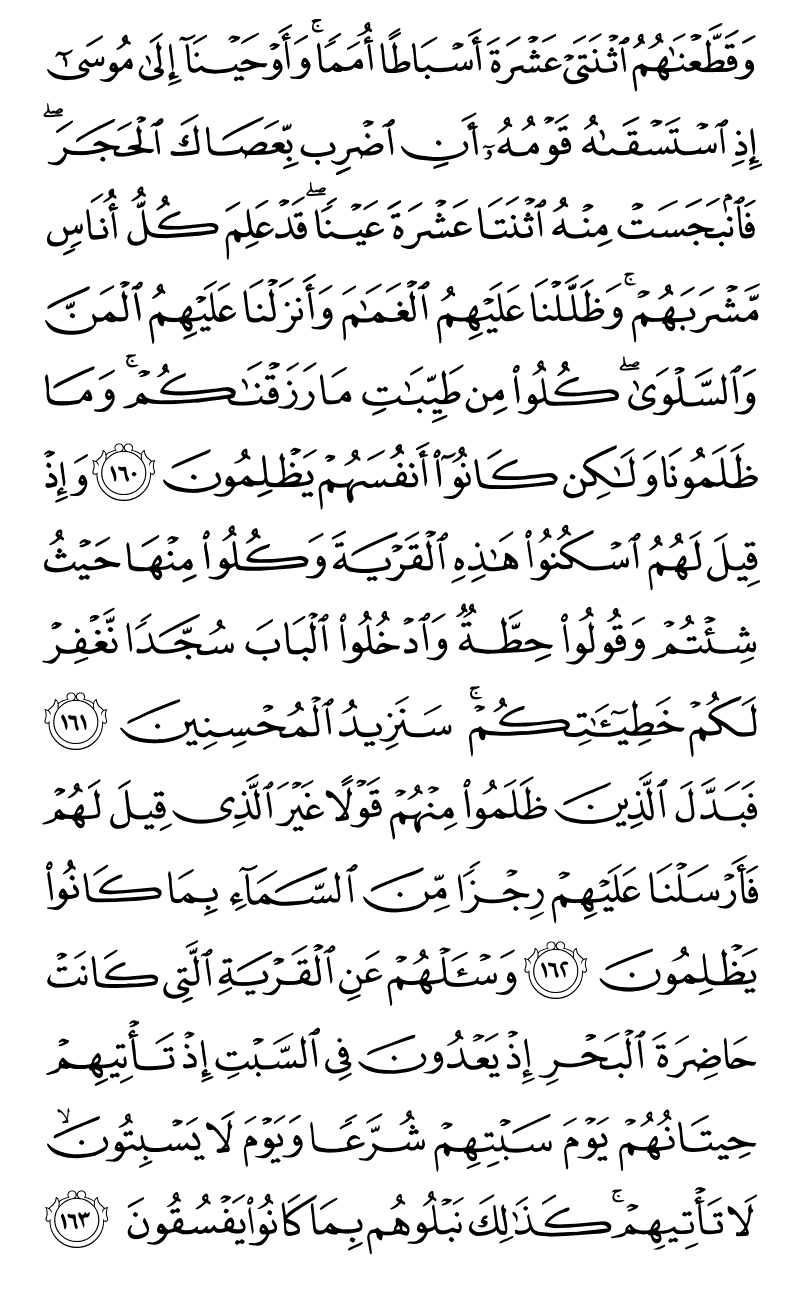 وَقَطَّعْنَٰهُمُ ٱثْنَتَىْ عَشْرَةَ أَسْبَاطًا أُمَمًا ۚ وَأَوْحَيْنَآ إِلَىٰ مُوسَىٰٓ
إِذِ ٱسْتَسْقَىٰهُ قَوْمُهُۥٓ أَنِ ٱضْرِب بِّعَصَاكَ ٱلْحَجَرَ ۖ
فَٱنۢبَجَسَتْ مِنْهُ ٱثْنَتَا عَشْرَةَ عَيْنًا ۖ قَدْ عَلِمَ كُلُّ أُنَاسٍ
مَّشْرَبَهُمْ ۚ وَظَلَّلْنَا عَلَيْهِمُ ٱلْغَمَٰمَ وَأَنزَلْنَا عَلَيْهِمُ ٱلْمَنَّ
وَٱلسَّلْوَىٰ ۖ كُلُوا۟ مِن طَيِّبَٰتِ مَا رَزَقْنَٰكُمْ ۚ وَمَا
ظَلَمُونَا وَلَٰكِن كَانُوٓا۟ أَنفُسَهُمْ يَظْلِمُونَ ١٦٠ وَإِذْ
قِيلَ لَهُمُ ٱسْكُنُوا۟ هَٰذِهِ ٱلْقَرْيَةَ وَكُلُوا۟ مِنْهَا حَيْثُ
شِئْتُمْ وَقُولُوا۟ حِطَّةٌ وَٱدْخُلُوا۟ ٱلْبَابَ سُجَّدًا نَّغْفِرْ
لَكُمْ خَطِيٓـَٰٔتِكُمْ ۚ سَنَزِيدُ ٱلْمُحْسِنِينَ ١٦١
فَبَدَّلَ ٱلَّذِينَ ظَلَمُوا۟ مِنْهُمْ قَوْلًا غَيْرَ ٱلَّذِى قِيلَ لَهُمْ
فَأَرْسَلْنَا عَلَيْهِمْ رِجْزًا مِّنَ ٱلسَّمَآءِ بِمَا كَانُوا۟
يَظْلِمُونَ ١٦٢ وَسْـَٔلْهُمْ عَنِ ٱلْقَرْيَةِ ٱلَّتِى كَانَتْ
حَاضِرَةَ ٱلْبَحْرِ إِذْ يَعْدُونَ فِى ٱلسَّبْتِ إِذْ تَأْتِيهِمْ
حِيتَانُهُمْ يَوْمَ سَبْتِهِمْ شُرَّعًا وَيَوْمَ لَا يَسْبِتُونَ ۙ
لَا تَأْتِيهِمْ ۚ كَذَٰلِكَ نَبْلُوهُم بِمَا كَانُوا۟ يَفْسُقُونَ ١٦٣